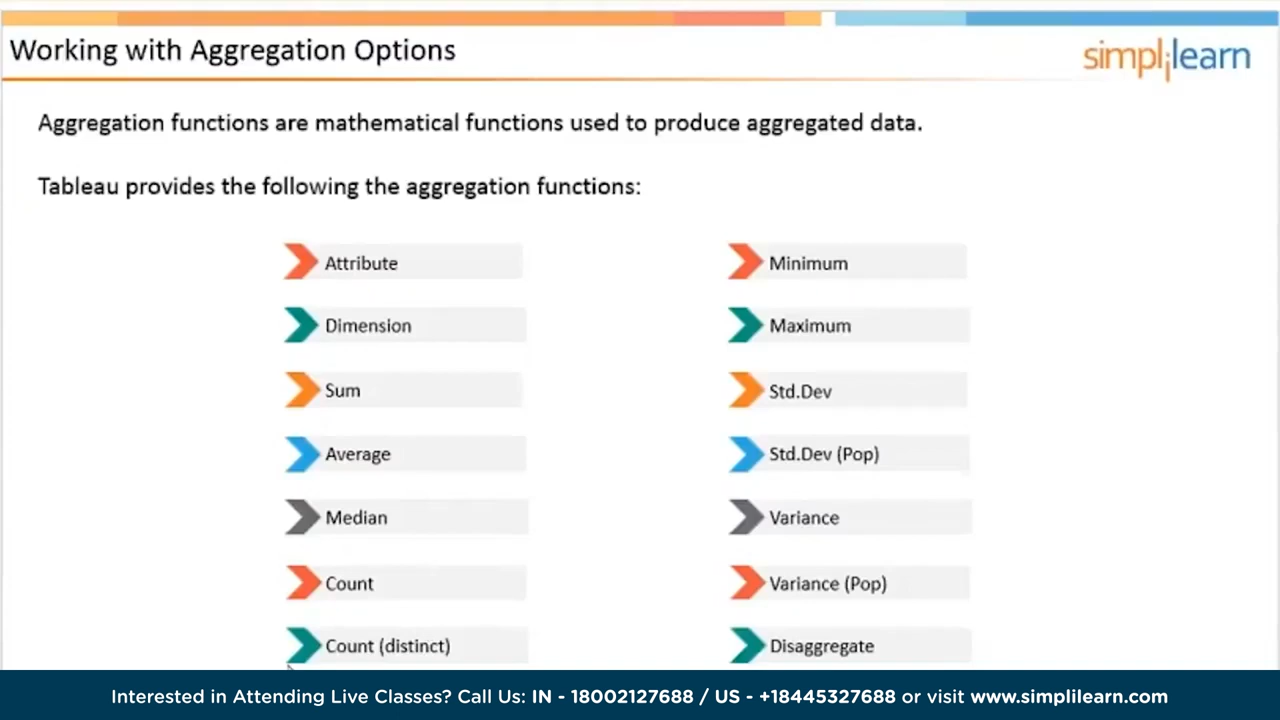 Working with Aggregation Options
simplilearn
Aggregation functions are mathematical functions used to produce aggregated data.
Tableau provides the following the aggregation functions:
Attribute
Dimension
Sum
Average
Median
Count
Count (distinct)
Minimum
Maximum
Std.Dev
Std.Dev (Pop)
Variance
Variance (Pop)
Disaggregate
Interested in Attending Live Classes? Call Us: IN - 18002127688 / US - +18445327688 or visit www.simplilearn.com